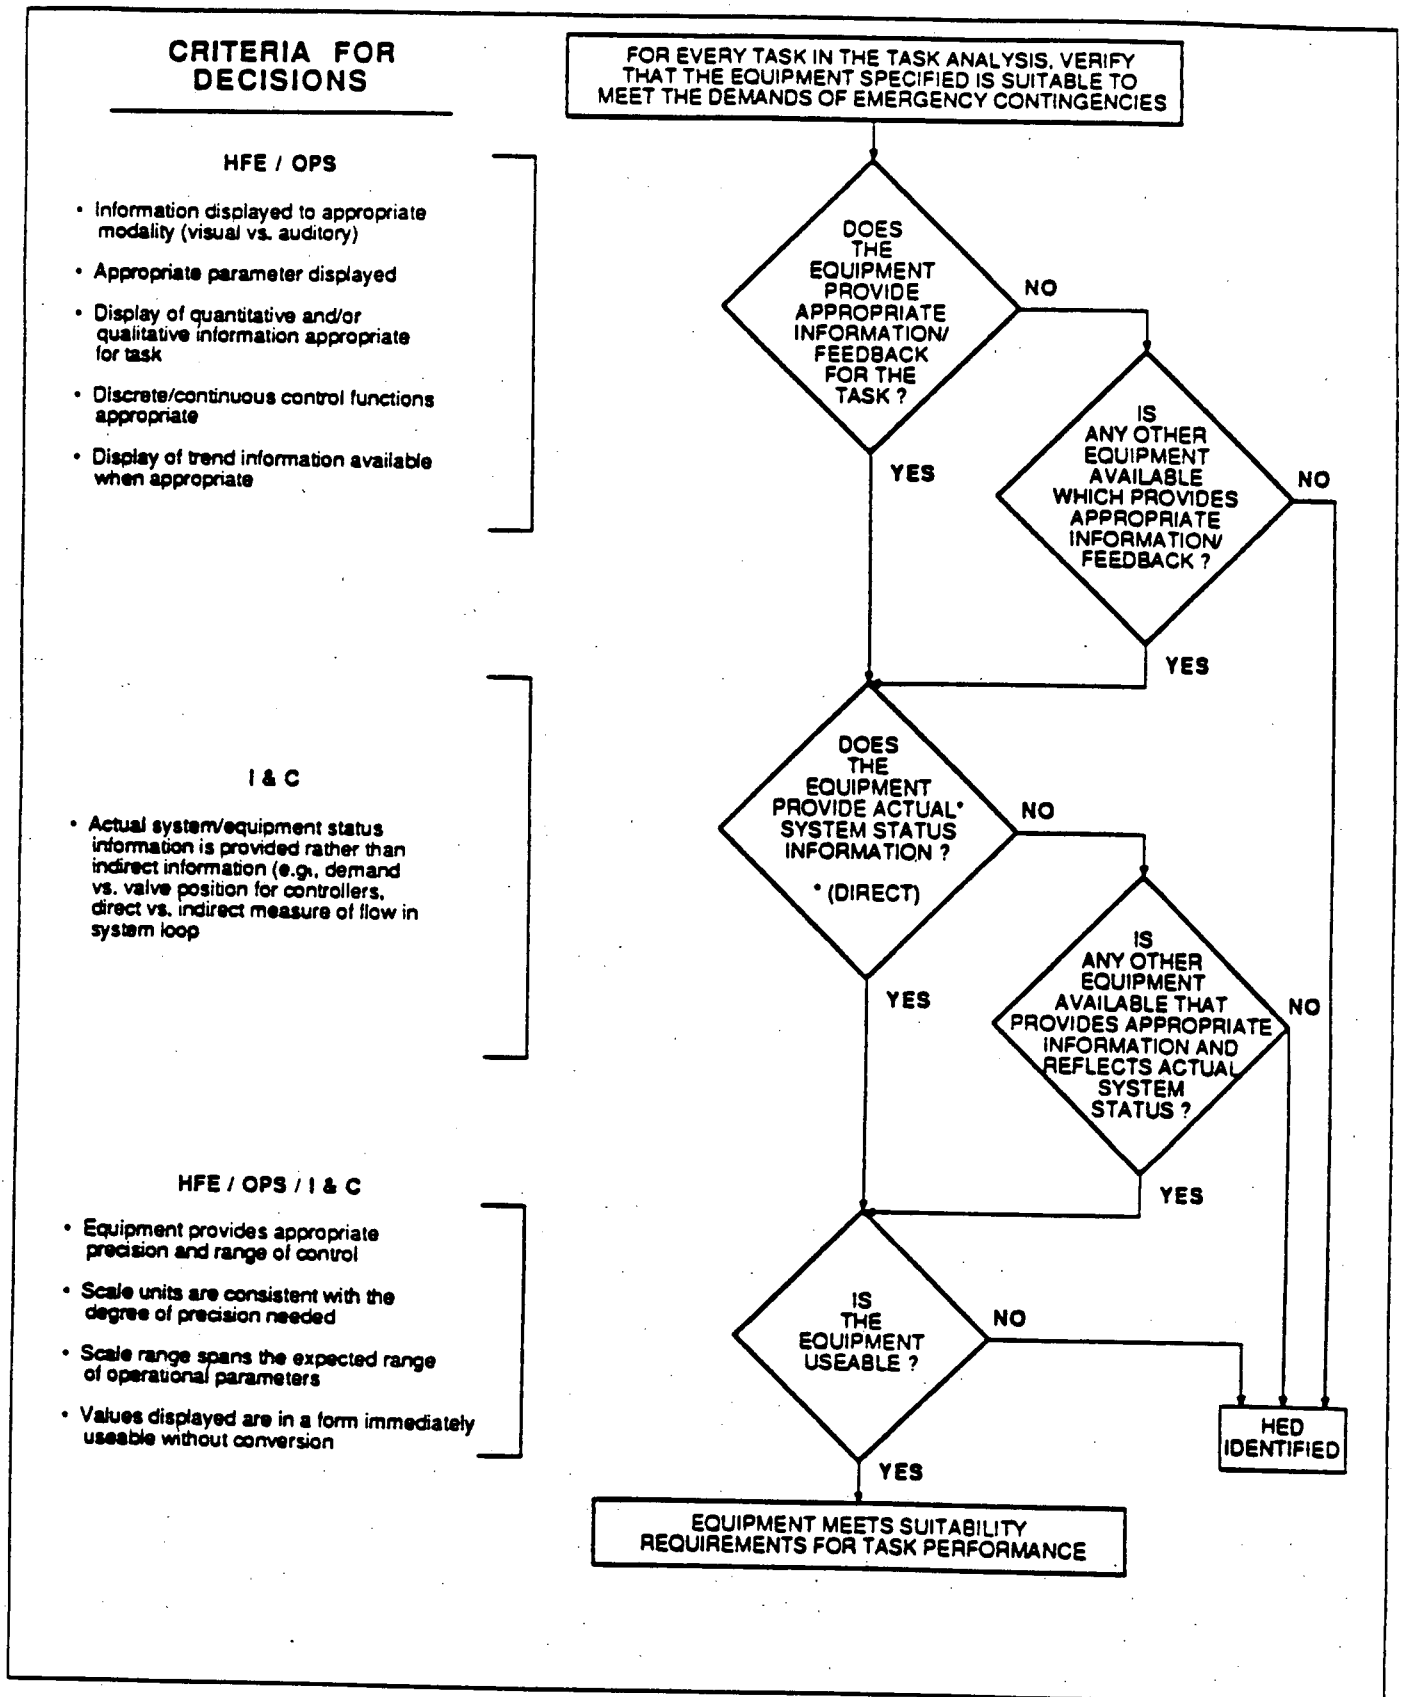 CRITERIA FOR
DECISIONS
FOR EVERY TASK IN THE TASK ANALYSIS, VERIFY
THAT THE EQUIPMENT SPECIFIED IS SUITABLE TO
MEET THE DEMANDS OF EMERGENCY CONTINGENCIES
HFE / OPS
• Information displayed to appropriate
modality (visual vs. auditory)
• Appropriate parameter displayed
• Display of quantitative and/or
qualitative information appropriate
for task
• Discrete/continuous control functions
appropriate
• Display of trend information available
when appropriate
DOES
THE
EQUIPMENT
PROVIDE
APPROPRIATE
INFORMATION/
FEEDBACK
FOR THE
TASK ?
NO
YES
IS
ANY OTHER
EQUIPMENT
AVAILABLE
WHICH PROVIDES
APPROPRIATE
INFORMATION/
FEEDBACK ?
NO
YES
I & C
• Actual system/equipment status
information is provided rather than
indirect information (e.g., demand
vs. valve position for controllers,
direct vs. indirect measure of flow in
system loop
DOES
THE
EQUIPMENT
PROVIDE ACTUAL*
SYSTEM STATUS
INFORMATION ?
* (DIRECT)
NO
YES
IS
ANY OTHER
EQUIPMENT
AVAILABLE THAT
PROVIDES APPROPRIATE
INFORMATION AND
REFLECTS ACTUAL
SYSTEM
STATUS ?
NO
YES
HFE / OPS / I & C
• Equipment provides appropriate
precision and range of control
• Scale units are consistent with the
degree of precision needed
• Scale range spans the expected range
of operational parameters
• Values displayed are in a form immediately
useable without conversion
IS
THE
EQUIPMENT
USEABLE ?
NO
YES
HED
IDENTIFIED
EQUIPMENT MEETS SUITABILITY
REQUIREMENTS FOR TASK PERFORMANCE